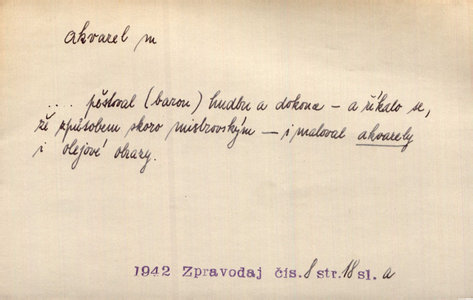 akvarel m
... pěstoval (baron) hudbu a dokonce – a říkalo se,
že způsobem skoro mistrovským – i maloval akvarely
i olejové obrazy.
1942 Zpravodaj čís. 8 str. 18 sl. a